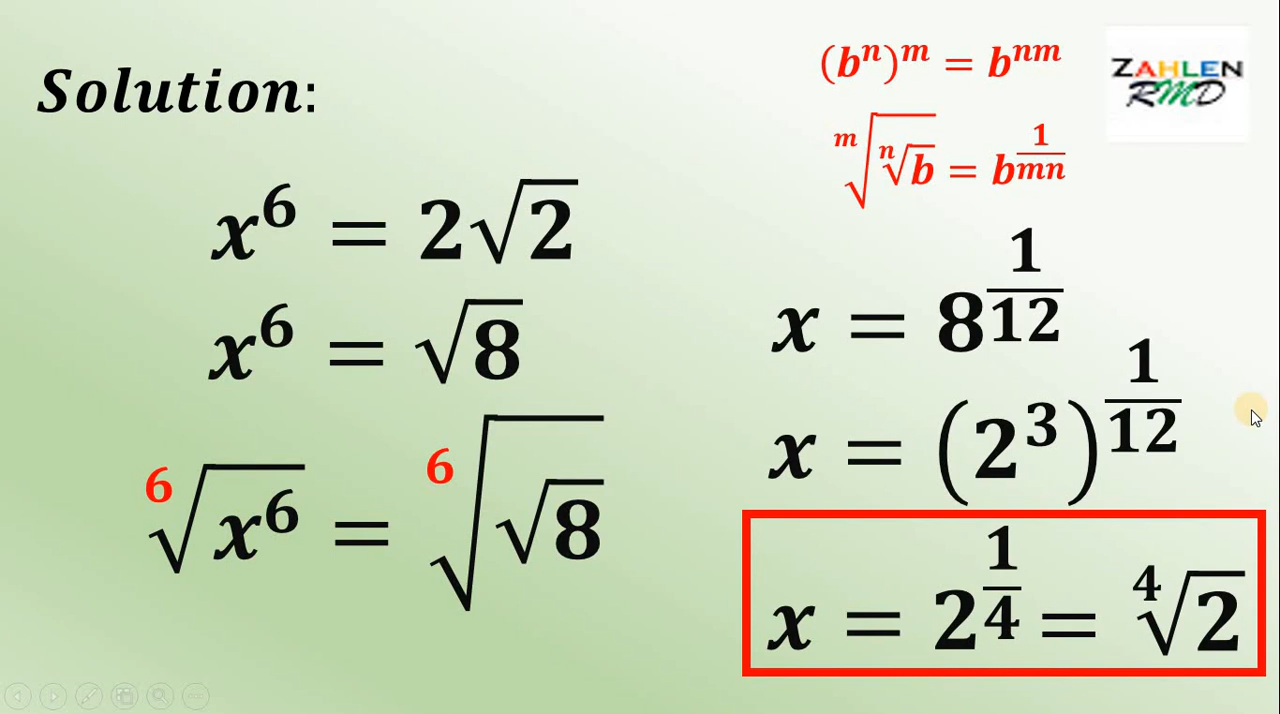 Solution:
x⁶ = 2√2
x⁶ = √8
⁶√(x⁶) = ⁶√(√8)
(bⁿ)ᵐ = bⁿᵐ
ᵐ√(ⁿ√b) = b^(1/mn)
ZAHLEN
RMD
x = 8^(1/12)
x = (2³)^(1/12)
x = 2^(1/4) = ⁴√2